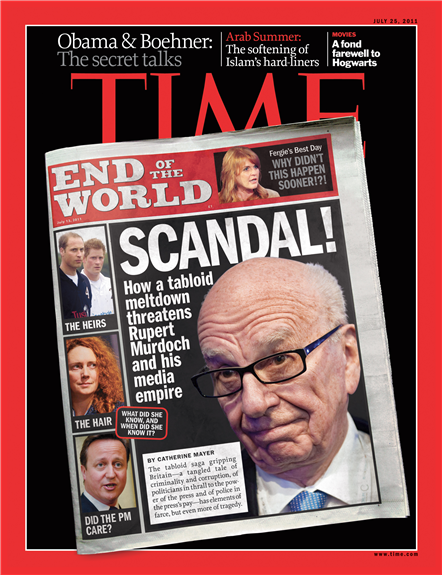 JULY 25, 2011
Obama & Boehner:
The secret talks
Arab Summer:
The softening of
Islam's hard-liners
MOVIES
A fond
farewell to
Hogwarts
TIME
END OF
THE
WORLD
Fergie's Best Day
WHY DIDN'T
THIS HAPPEN
SOONER!?!
SCANDAL!
How a tabloid
meltdown
threatens
Rupert
Murdoch
and his
media
empire
THE HEIRS
THE HAIR
WHAT DID SHE
KNOW, AND
WHEN DID SHE
KNOW IT?
DID THE PM
CARE?
BY CATHERINE MAYER
The tabloid saga gripping
Britain—a tangled tale of
criminality and corruption, of
politicians in thrall to the pow-
er of the press and of police in
the press's pay—has elements of
farce, but even more of tragedy.
www.time.com